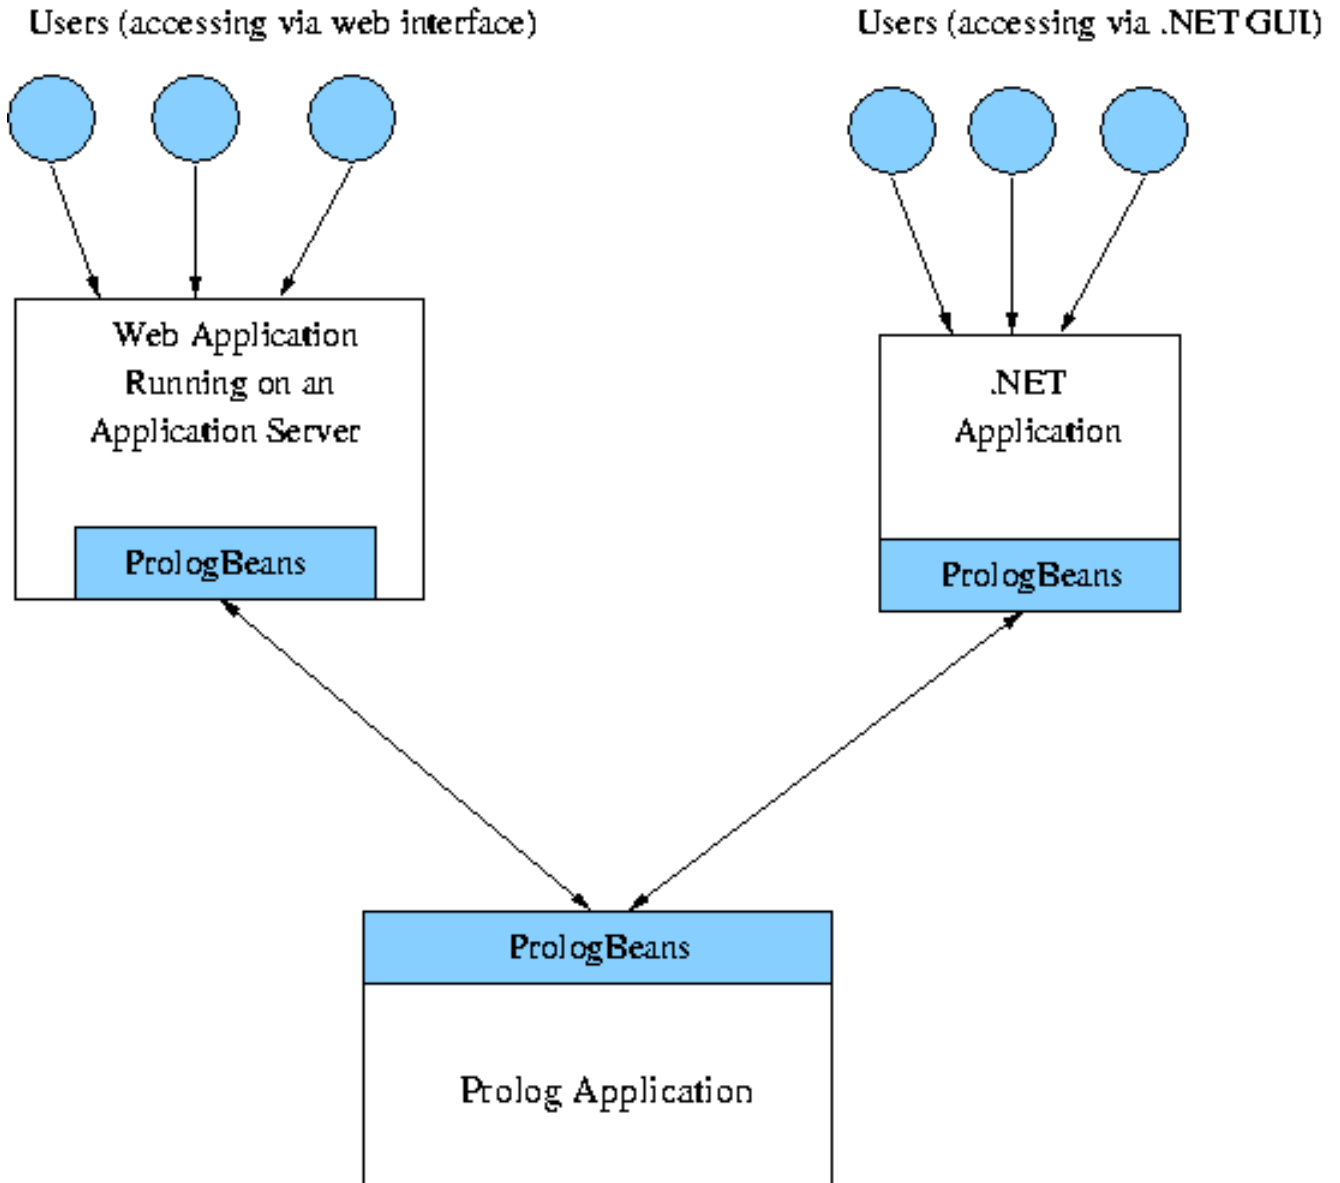 Users (accessing via web interface)
Users (accessing via .NET GUI)
Web Application
Running on an
Application Server
PrologBeans
.NET
Application
PrologBeans
PrologBeans
Prolog Application